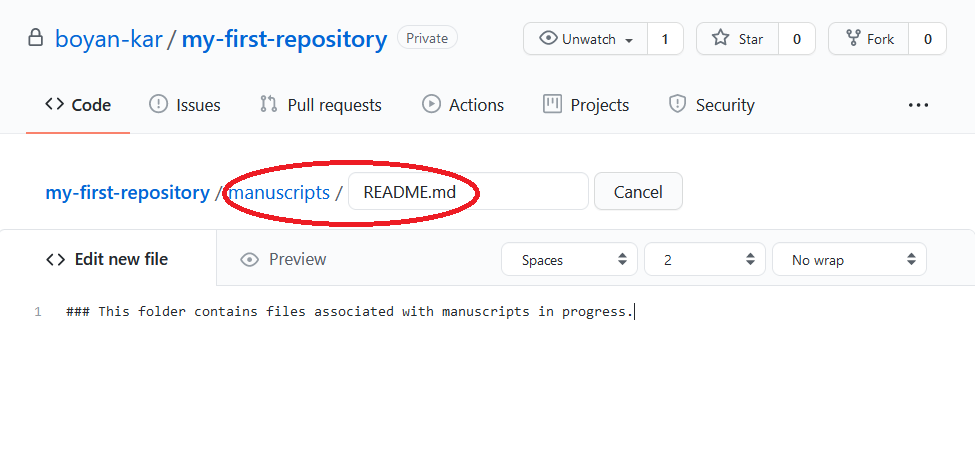 boyan-kar / my-first-repository Private Unwatch 1 Star 0 Fork 0
Code Issues Pull requests Actions Projects Security ...
my-first-repository / manuscripts / README.md Cancel
<> Edit new file Preview Spaces 2 No wrap
1 ### This folder contains files associated with manuscripts in progress.